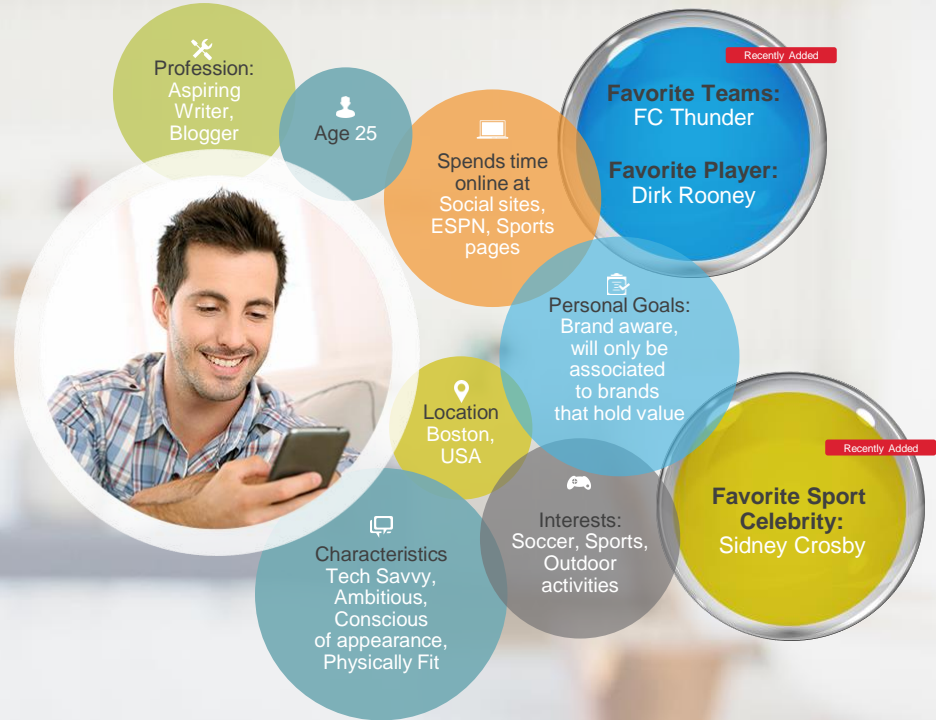 Profession:
Aspiring
Writer,
Blogger
Age 25
Spends time
online at
Social sites,
ESPN, Sports
pages
Recently Added
Favorite Teams:
FC Thunder
Favorite Player:
Dirk Rooney
Personal Goals:
Brand aware,
will only be
associated
to brands
that hold value
Location
Boston,
USA
Recently Added
Favorite Sport
Celebrity:
Sidney Crosby
Interests:
Soccer, Sports,
Outdoor
activities
Characteristics
Tech Savvy,
Ambitious,
Conscious
of appearance,
Physically Fit